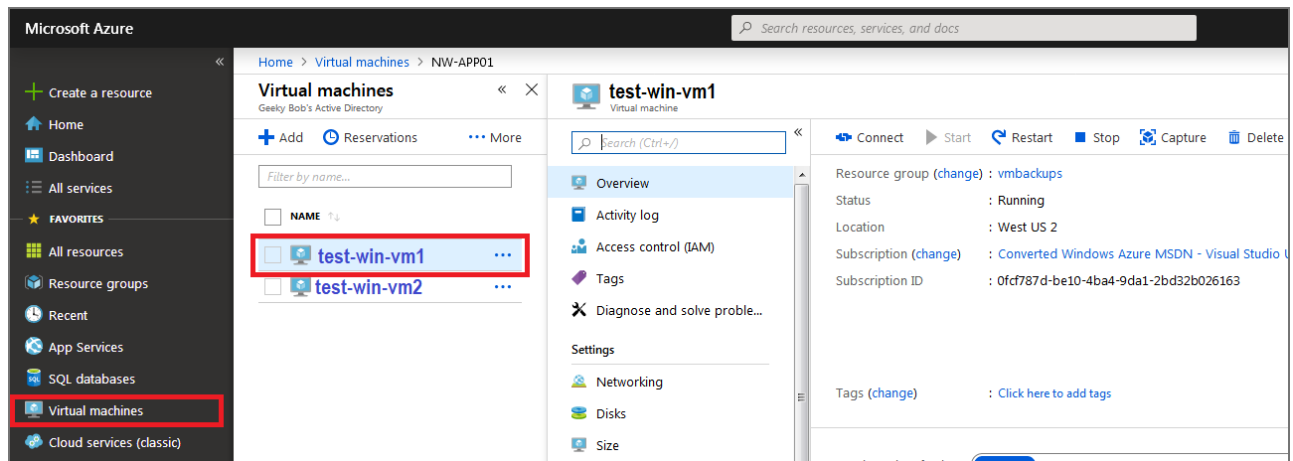 Microsoft Azure
Search resources, services, and docs
«
Create a resource
Home
Dashboard
All services
FAVORITES
All resources
Resource groups
Recent
App Services
SQL databases
Virtual machines
Cloud services (classic)
Home > Virtual machines > NW-APP01
Virtual machines « ×
Geeky Bob's Active Directory
Add Reservations ••• More
Filter by name...
NAME ↑↓
test-win-vm1 •••
test-win-vm2 •••
test-win-vm1
Virtual machine
Search (Ctrl+/) «
Overview
Activity log
Access control (IAM)
Tags
Diagnose and solve proble...
Settings
Networking
Disks
Size
Connect Start Restart Stop Capture Delete
Resource group (change) : vmbackups
Status : Running
Location : West US 2
Subscription (change) : Converted Windows Azure MSDN - Visual Studio U
Subscription ID : 0fcf787d-be10-4ba4-9da1-2bd32b026163
Tags (change) : Click here to add tags